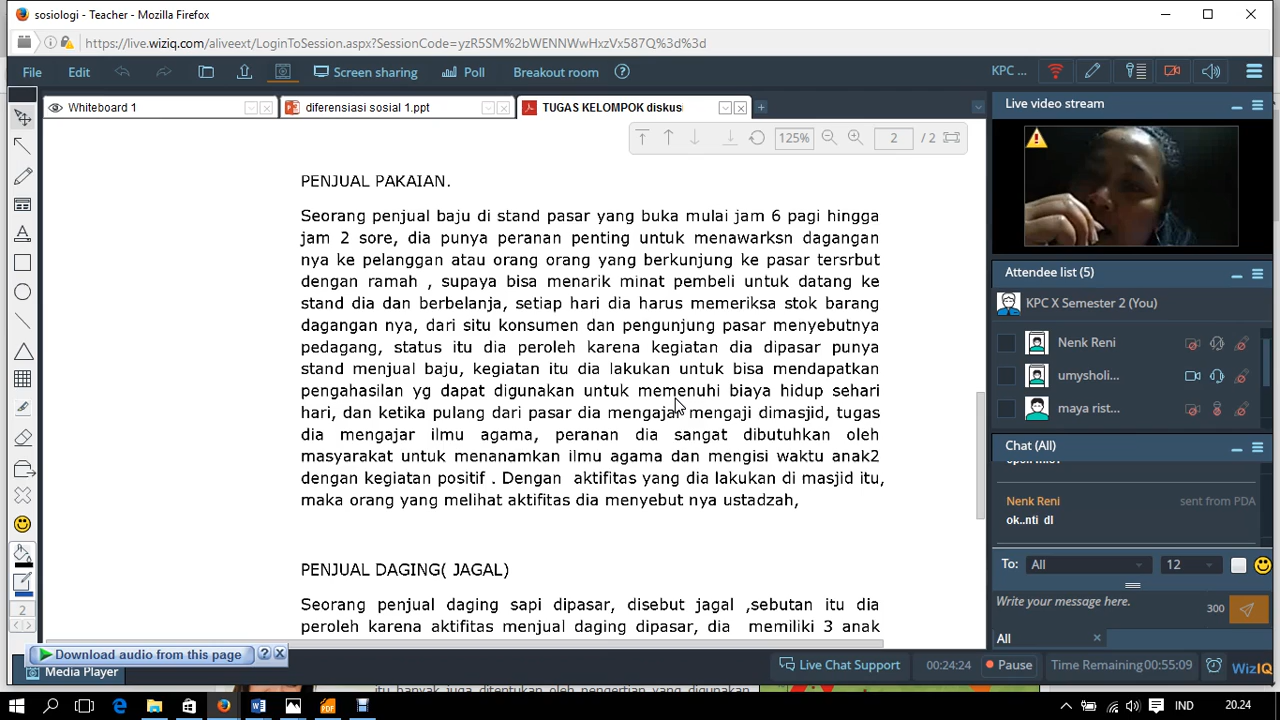 sosiologi - Teacher - Mozilla Firefox
https://live.wiziq.com/aliveext/LoginToSession.aspx?SessionCode=yzR5SM%2bWENNWwHxzVx587Q%3d%3d
File Edit Screen sharing Poll Breakout room ? KPC ...
Whiteboard 1 diferensiasi sosial 1.ppt TUGAS KELOMPOK diskus
125% 2 / 2
PENJUAL PAKAIAN.
Seorang penjual baju di stand pasar yang buka mulai jam 6 pagi hingga
jam 2 sore, dia punya peranan penting untuk menawarksn dagangan
nya ke pelanggan atau orang orang yang berkunjung ke pasar tersrbut
dengan ramah , supaya bisa menarik minat pembeli untuk datang ke
stand dia dan berbelanja, setiap hari dia harus memeriksa stok barang
dagangan nya, dari situ konsumen dan pengunjung pasar menyebutnya
pedagang, status itu dia peroleh karena kegiatan dia dipasar punya
stand menjual baju, kegiatan itu dia lakukan untuk bisa mendapatkan
pengahasilan yg dapat digunakan untuk memenuhi biaya hidup sehari
hari, dan ketika pulang dari pasar dia mengajar mengaji dimasjid, tugas
dia mengajar ilmu agama, peranan dia sangat dibutuhkan oleh
masyarakat untuk menanamkan ilmu agama dan mengisi waktu anak2
dengan kegiatan positif . Dengan aktifitas yang dia lakukan di masjid itu,
maka orang yang melihat aktifitas dia menyebut nya ustadzah,
PENJUAL DAGING( JAGAL)
Seorang penjual daging sapi dipasar, disebut jagal ,sebutan itu dia
peroleh karena aktifitas menjual daging dipasar, dia memiliki 3 anak
2
Download audio from this page ?
Media Player
Live video stream
Attendee list (5)
KPC X Semester 2 (You)
Nenk Reni
umysholi...
maya rist...
Chat (All)
Nenk Reni sent from PDA
ok..nti dl
To: All 12
Write your message here. 300
All
Live Chat Support 00:24:24 Pause Time Remaining 00:55:09 WizIQ
itu banyak juga ditentukan oleh pengertian yang digunakan
IND 20.24